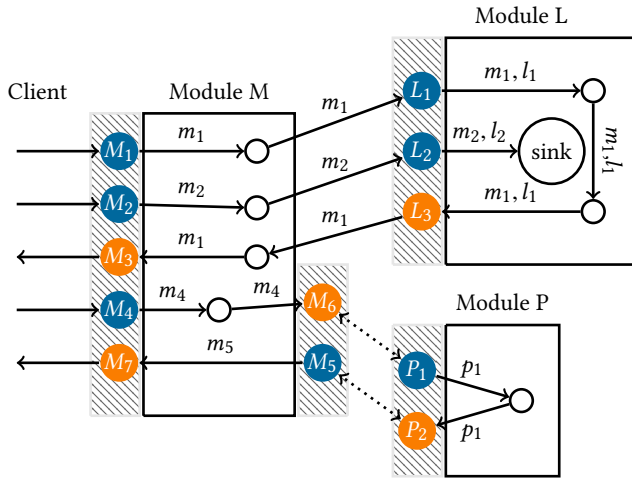 Module L
Client
Module M
M₁
m₁
m₁
L₁
m₁, l₁
m₁, l₁
M₂
m₂
m₂
L₂
m₂, l₂
sink
M₃
m₁
m₁
L₃
m₁, l₁
M₄
m₄
m₄
M₆
M₇
m₅
M₅
Module P
P₁
p₁
P₂
p₁